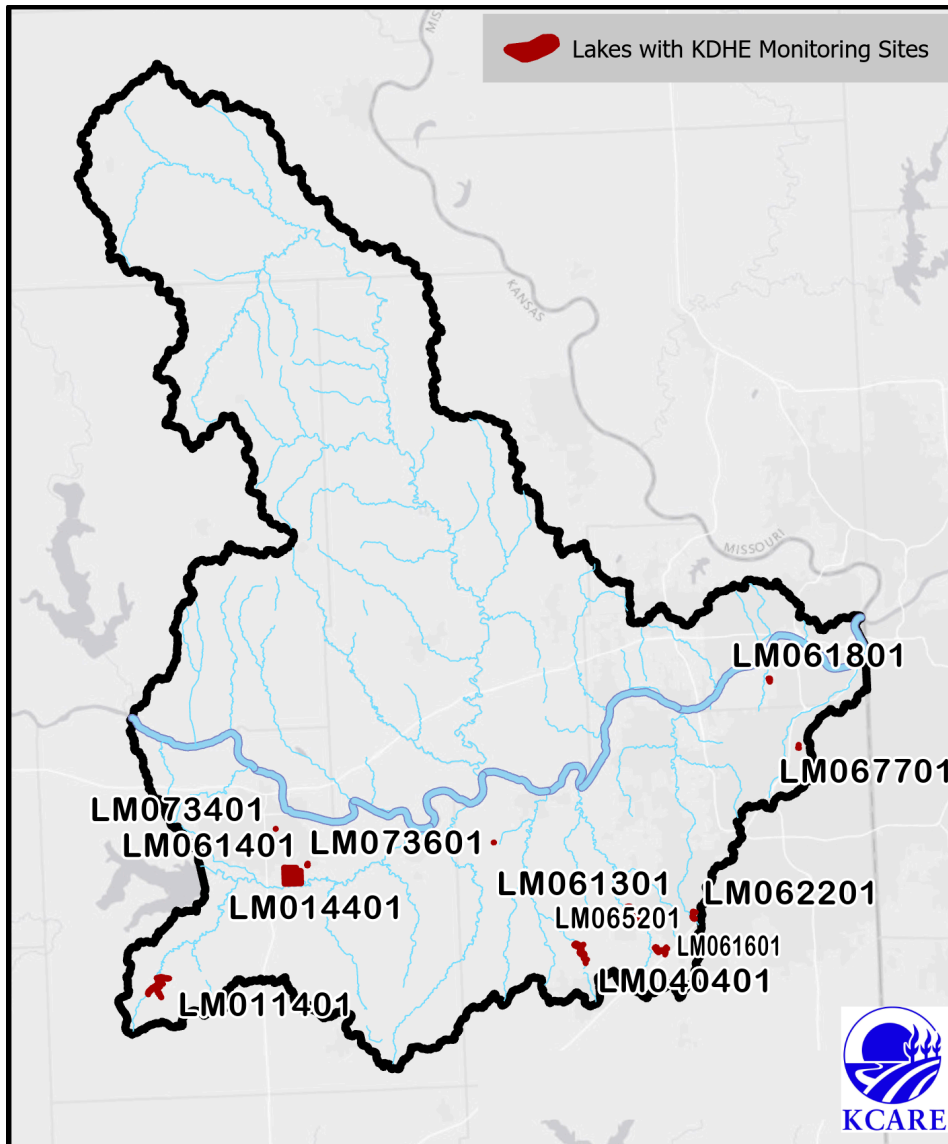 MIS
Lakes with KDHE Monitoring Sites
KANSAS
MISSOURI
LM061801
LM067701
LM073401
LM061401
LM073601
LM014401
LM061301
LM062201
LM065201
LM061601
LM040401
LM011401
KCARE